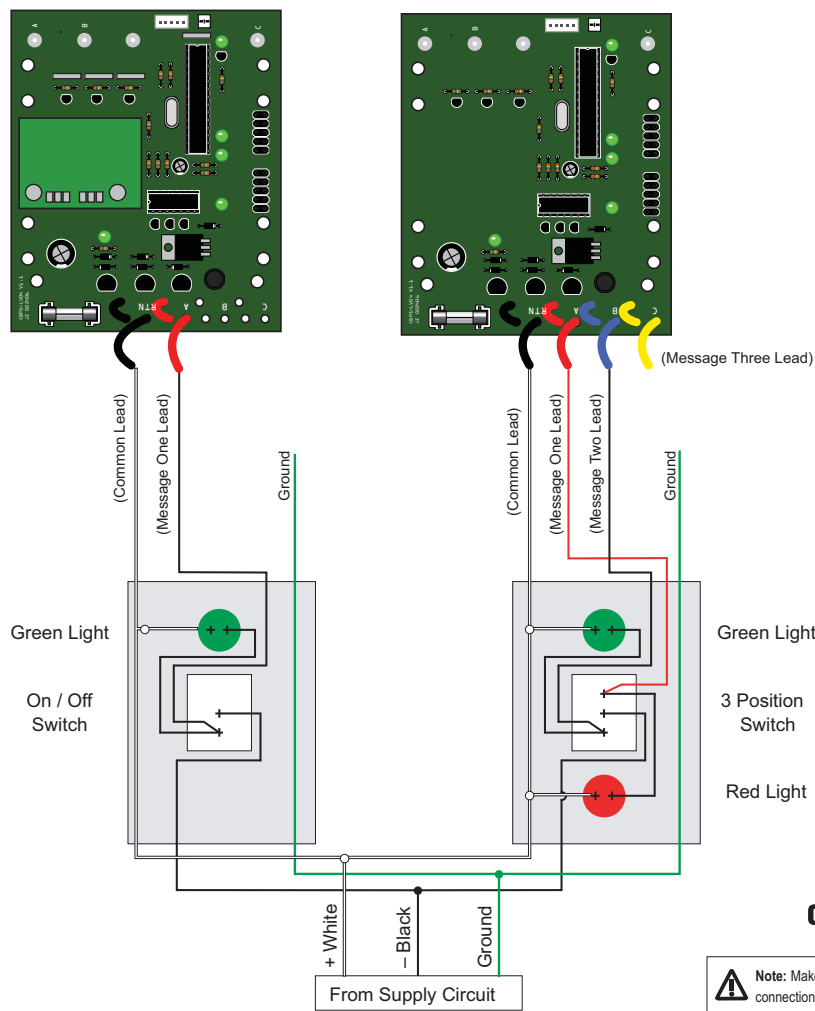 A
B
C
A
B
C
RTN
A
B
C
RTN
A
B
C
(Message Three Lead)
(Common Lead)
(Message One Lead)
Ground
(Common Lead)
(Message One Lead)
(Message Two Lead)
Ground
Green Light
On / Off
Switch
Green Light
3 Position
Switch
Red Light
+ White
– Black
Ground
From Supply Circuit
Note: Make
connection